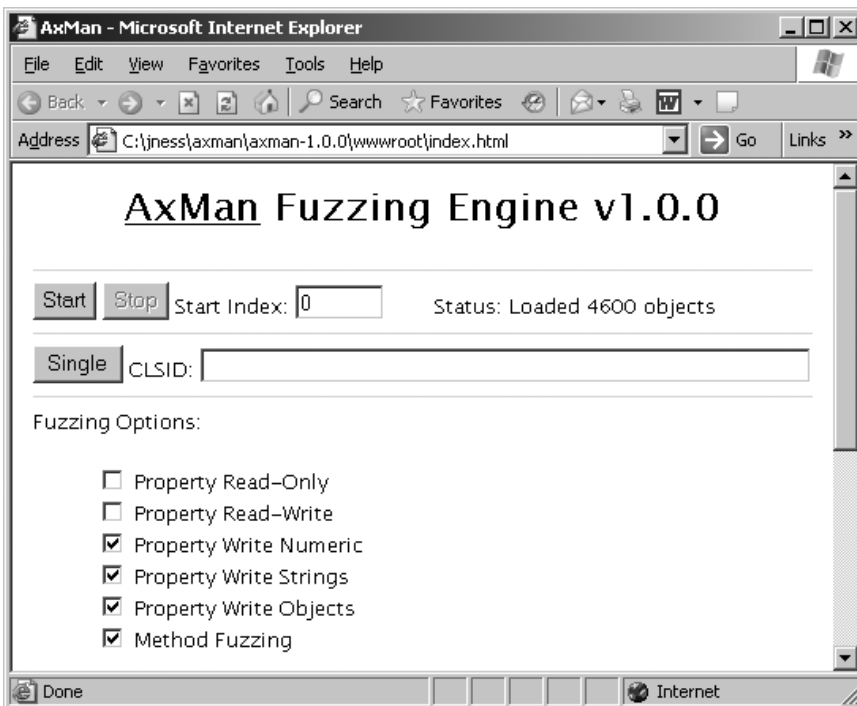 AxMan - Microsoft Internet Explorer
File Edit View Favorites Tools Help
Back Search Favorites W
Address C:\jness\axman\axman-1.0.0\wwwroot\index.html Go Links »
AxMan Fuzzing Engine v1.0.0
Start Stop Start Index: 0 Status: Loaded 4600 objects
Single CLSID:
Fuzzing Options:
Property Read-Only
Property Read-Write
Property Write Numeric
Property Write Strings
Property Write Objects
Method Fuzzing
Done Internet